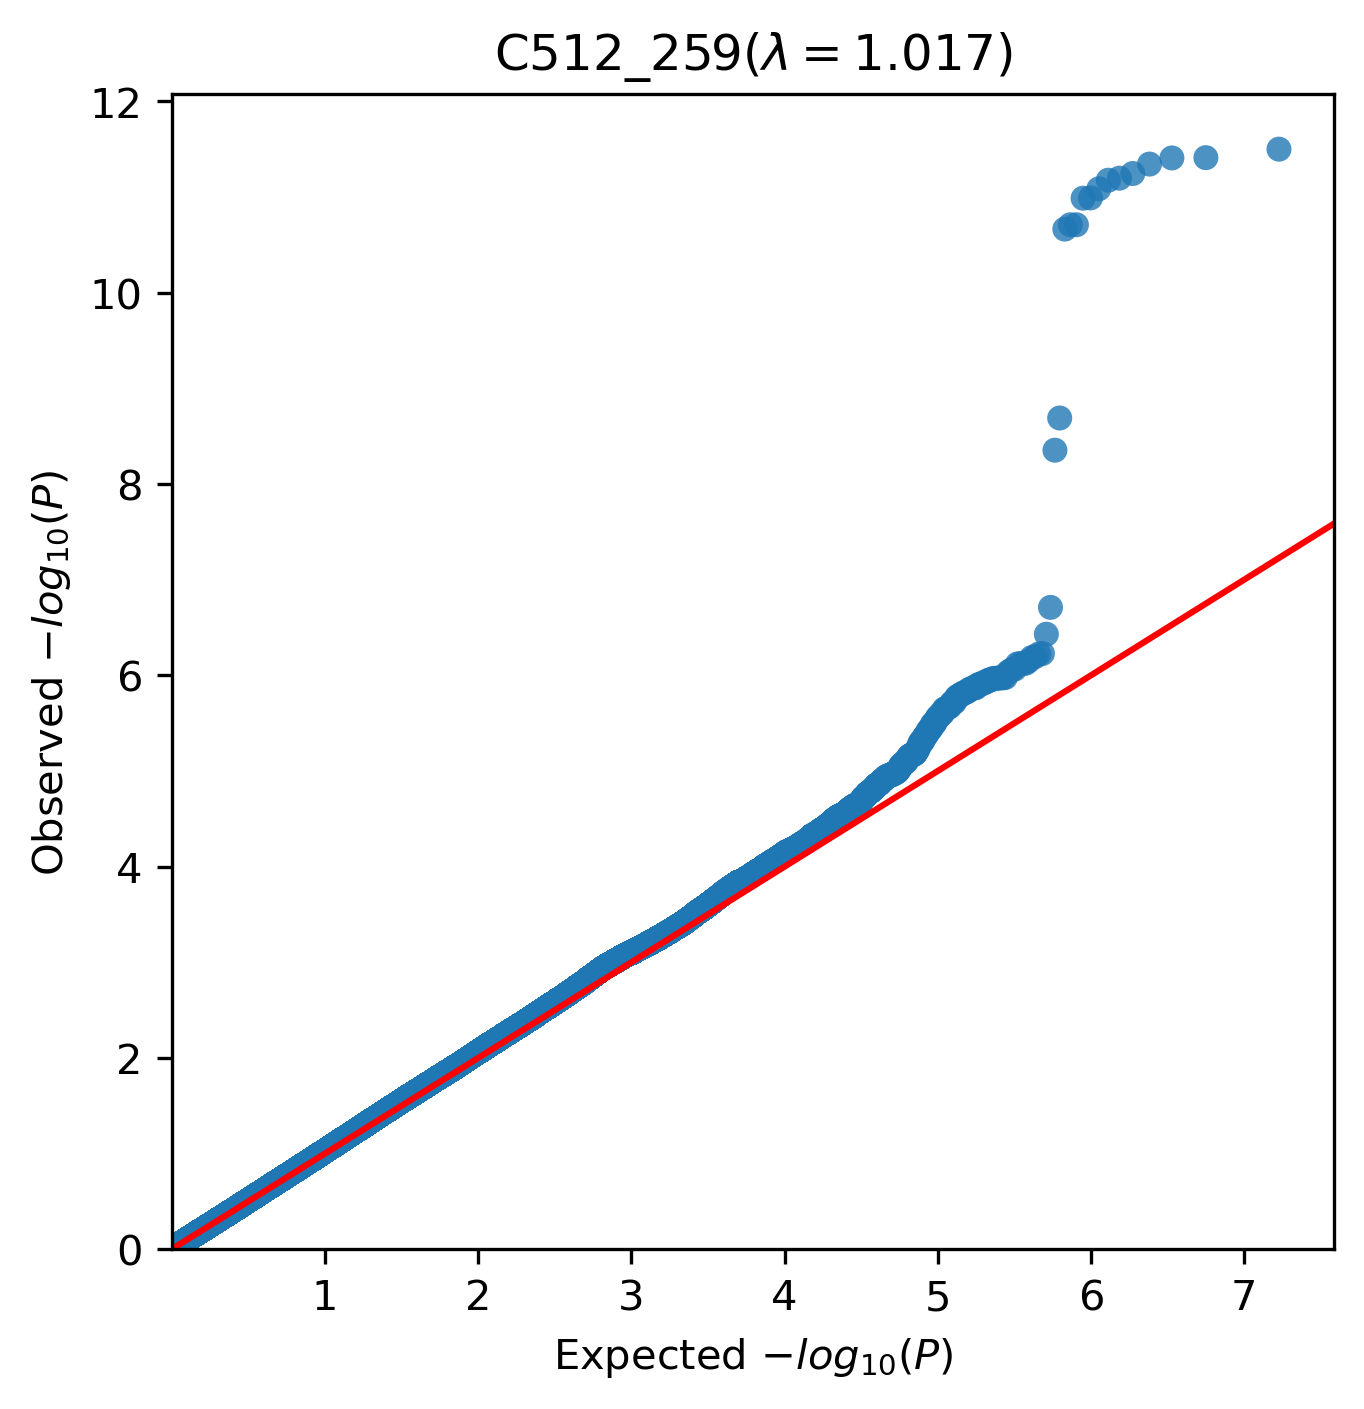 C512_259(λ = 1.017)
12
10
8
6
4
2
0
Observed −log₁₀(P)
1 2 3 4 5 6 7
Expected −log₁₀(P)